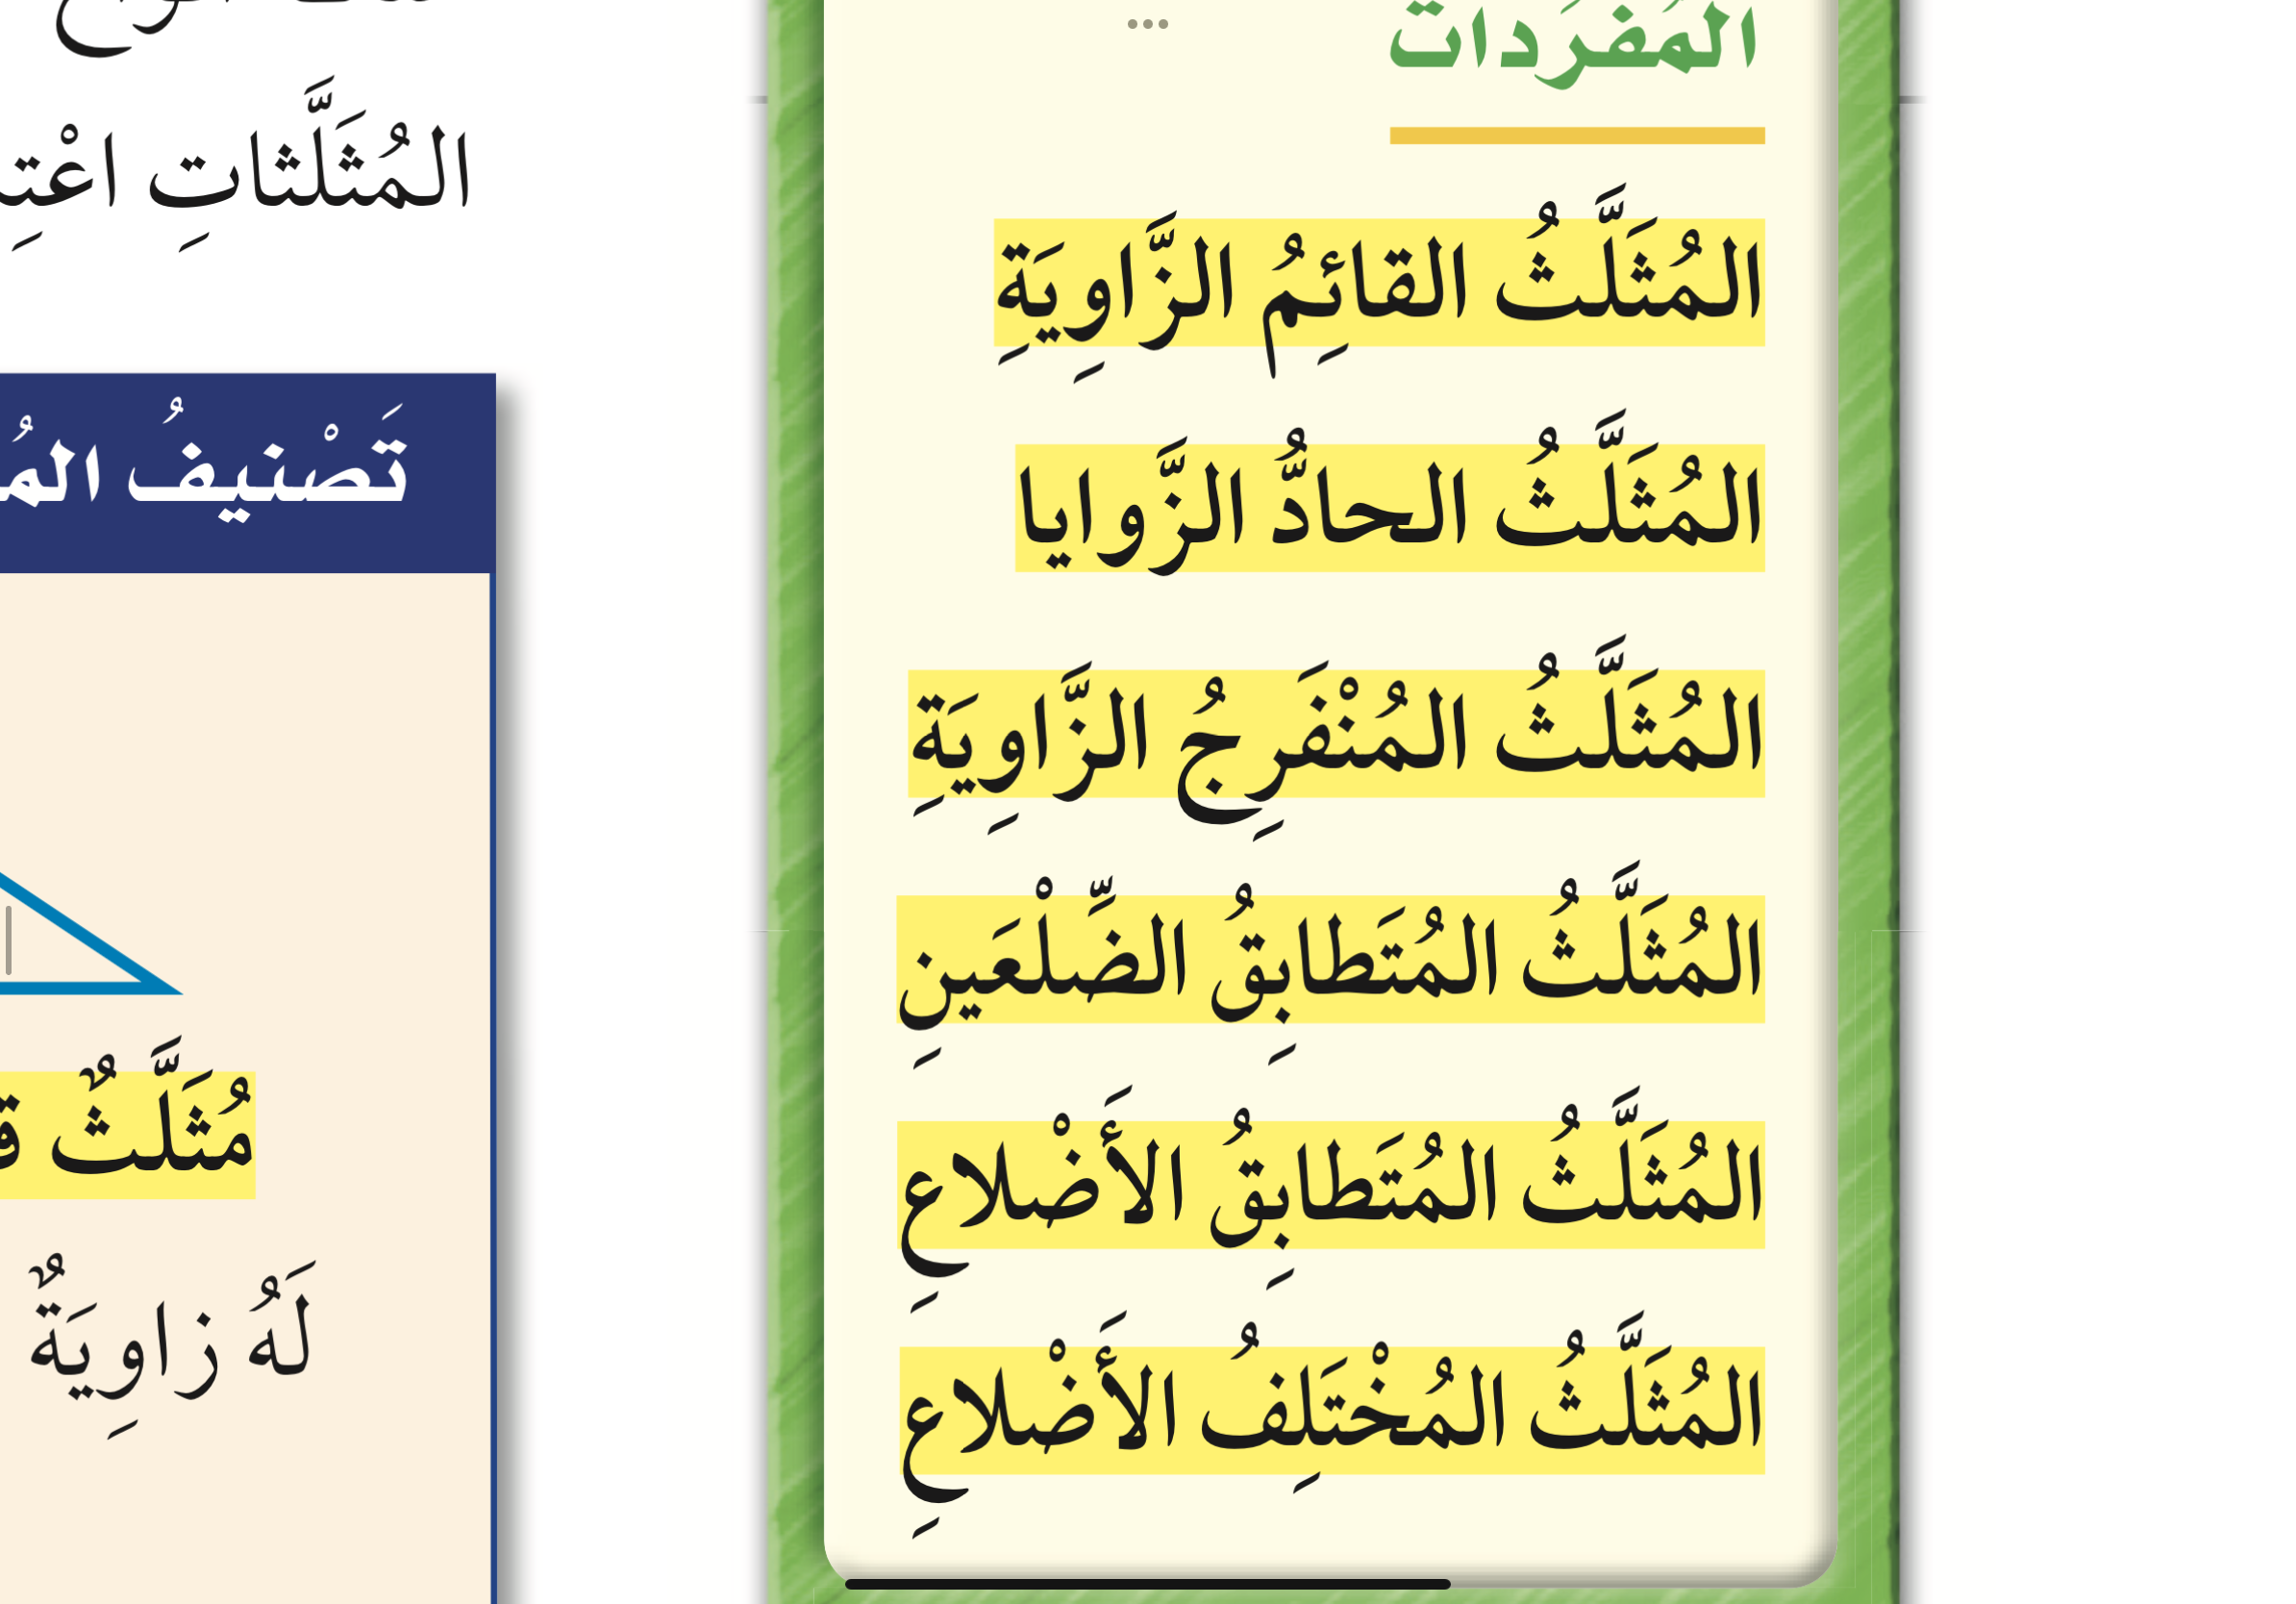 المُفرَدات
المُثَلَّثُ القائِمُ الزَّاوِيَةِ
المُثَلَّثُ الحادُّ الزَّوايا
المُثَلَّثُ المُنْفَرِجُ الزَّاوِيَةِ
المُثَلَّثُ المُتَطابِقُ الضِّلْعَينِ
المُثَلَّثُ المُتَطابِقُ الأَضْلاعِ
المُثَلَّثُ المُخْتَلِفُ الأَضْلاعِ
المُثَلَّثاتِ
تَصْنيفُ
مُثَلَّثٌ
لَهُ زاوِيَةٌ